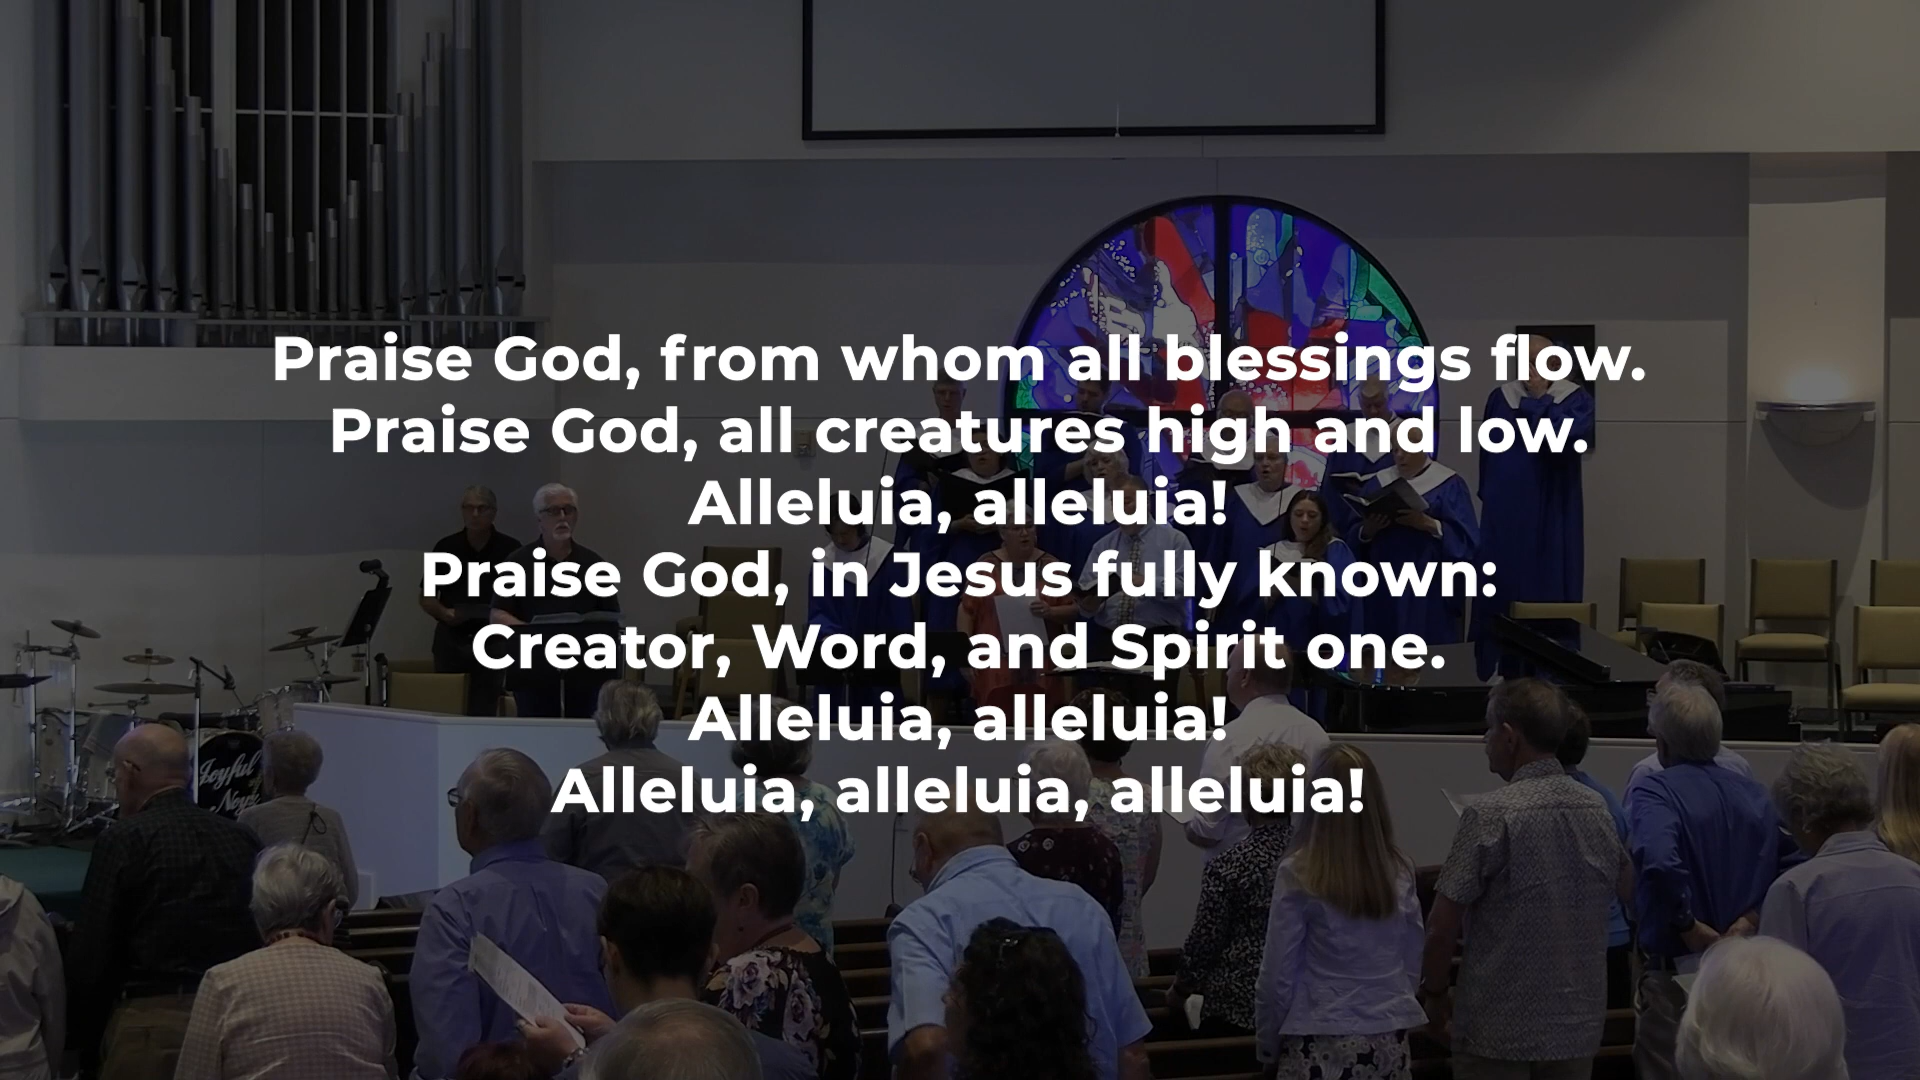 Praise God, from whom all blessings flow.
Praise God, all creatures high and low.
Alleluia, alleluia!
Praise God, in Jesus fully known:
Creator, Word, and Spirit one.
Alleluia, alleluia!
Alleluia, alleluia, alleluia!
Joyful